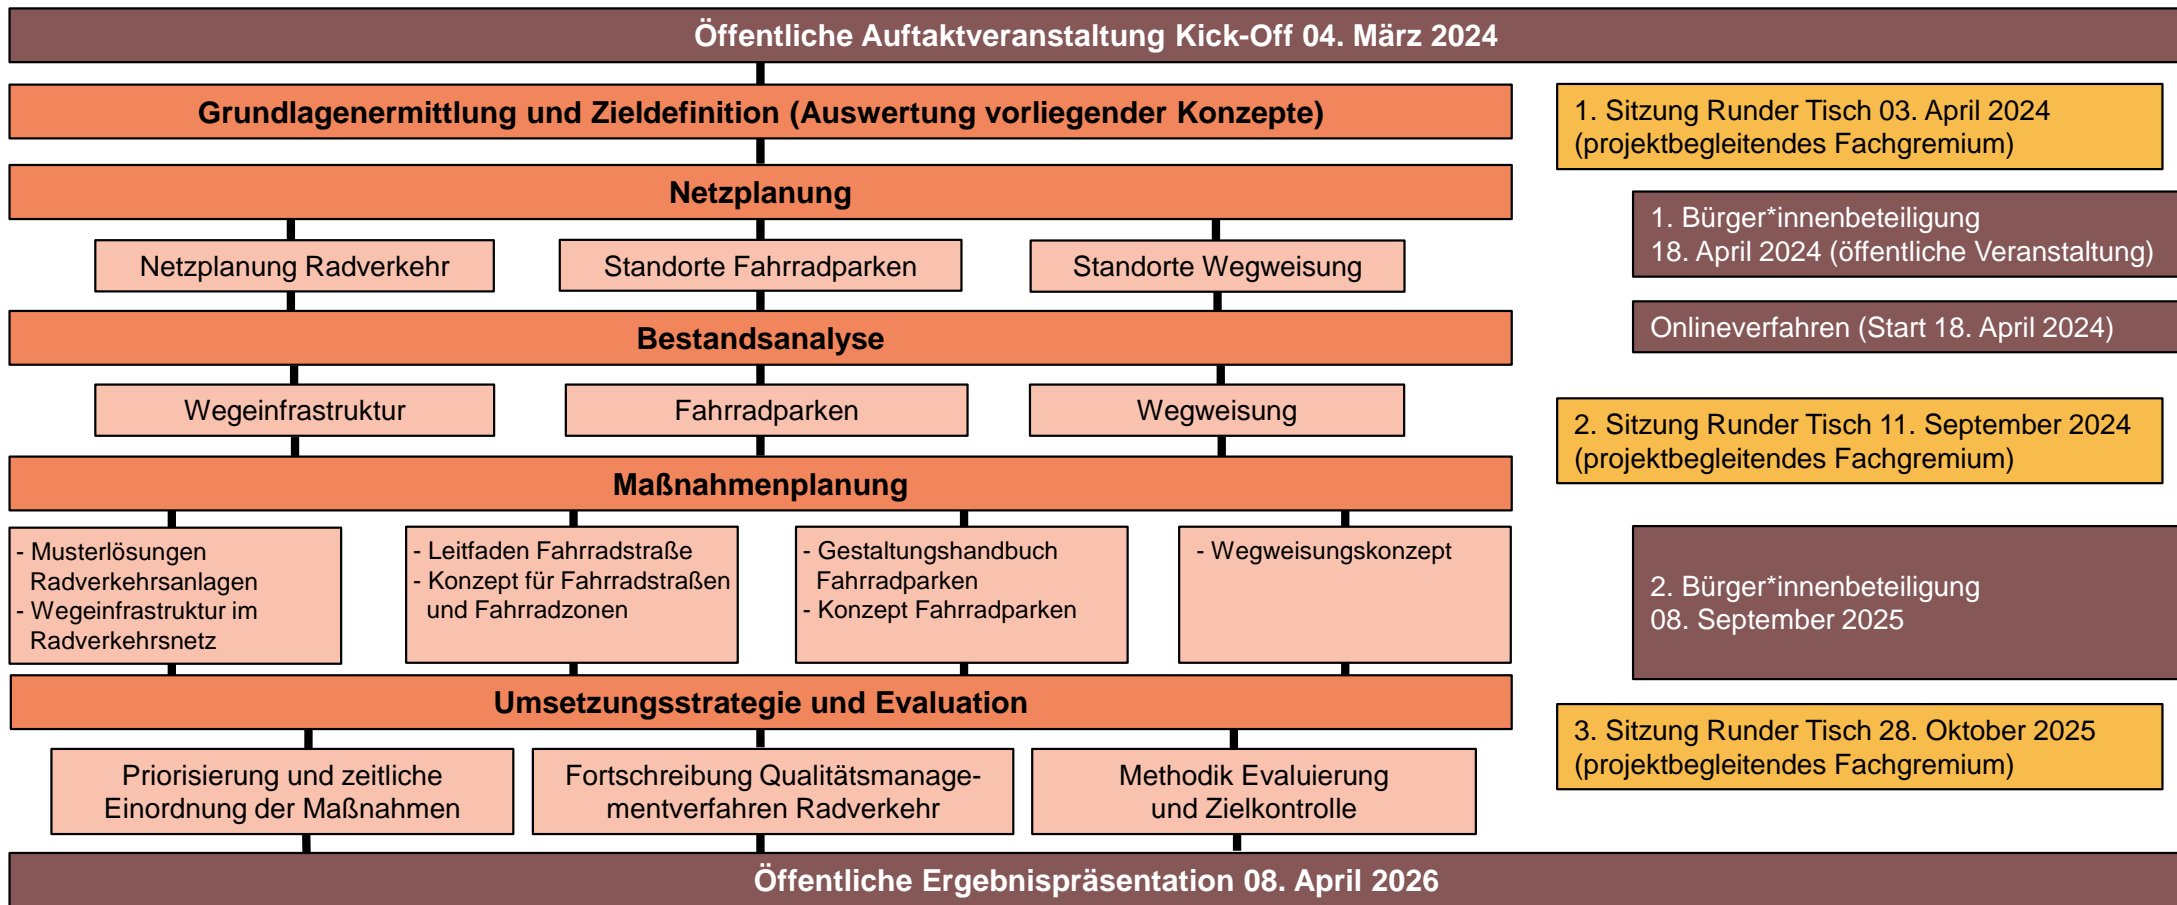 Öffentliche Auftaktveranstaltung Kick-Off 04. März 2024
Grundlagenermittlung und Zieldefinition (Auswertung vorliegender Konzepte)
Netzplanung
Netzplanung Radverkehr
Standorte Fahrradparken
Standorte Wegweisung
Bestandsanalyse
Wegeinfrastruktur
Fahrradparken
Wegweisung
Maßnahmenplanung
- Musterlösungen
Radverkehrsanlagen
- Wegeinfrastruktur im
Radverkehrsnetz
- Leitfaden Fahrradstraße
- Konzept für Fahrradstraßen
und Fahrradzonen
- Gestaltungshandbuch
Fahrradparken
- Konzept Fahrradparken
- Wegweisungskonzept
Umsetzungsstrategie und Evaluation
Priorisierung und zeitliche
Einordnung der Maßnahmen
Fortschreibung Qualitätsmanage-
mentverfahren Radverkehr
Methodik Evaluierung
und Zielkontrolle
1. Sitzung Runder Tisch 03. April 2024
(projektbegleitendes Fachgremium)
1. Bürger*innenbeteiligung
18. April 2024 (öffentliche Veranstaltung)
Onlineverfahren (Start 18. April 2024)
2. Sitzung Runder Tisch 11. September 2024
(projektbegleitendes Fachgremium)
2. Bürger*innenbeteiligung
08. September 2025
3. Sitzung Runder Tisch 28. Oktober 2025
(projektbegleitendes Fachgremium)
Öffentliche Ergebnispräsentation 08. April 2026